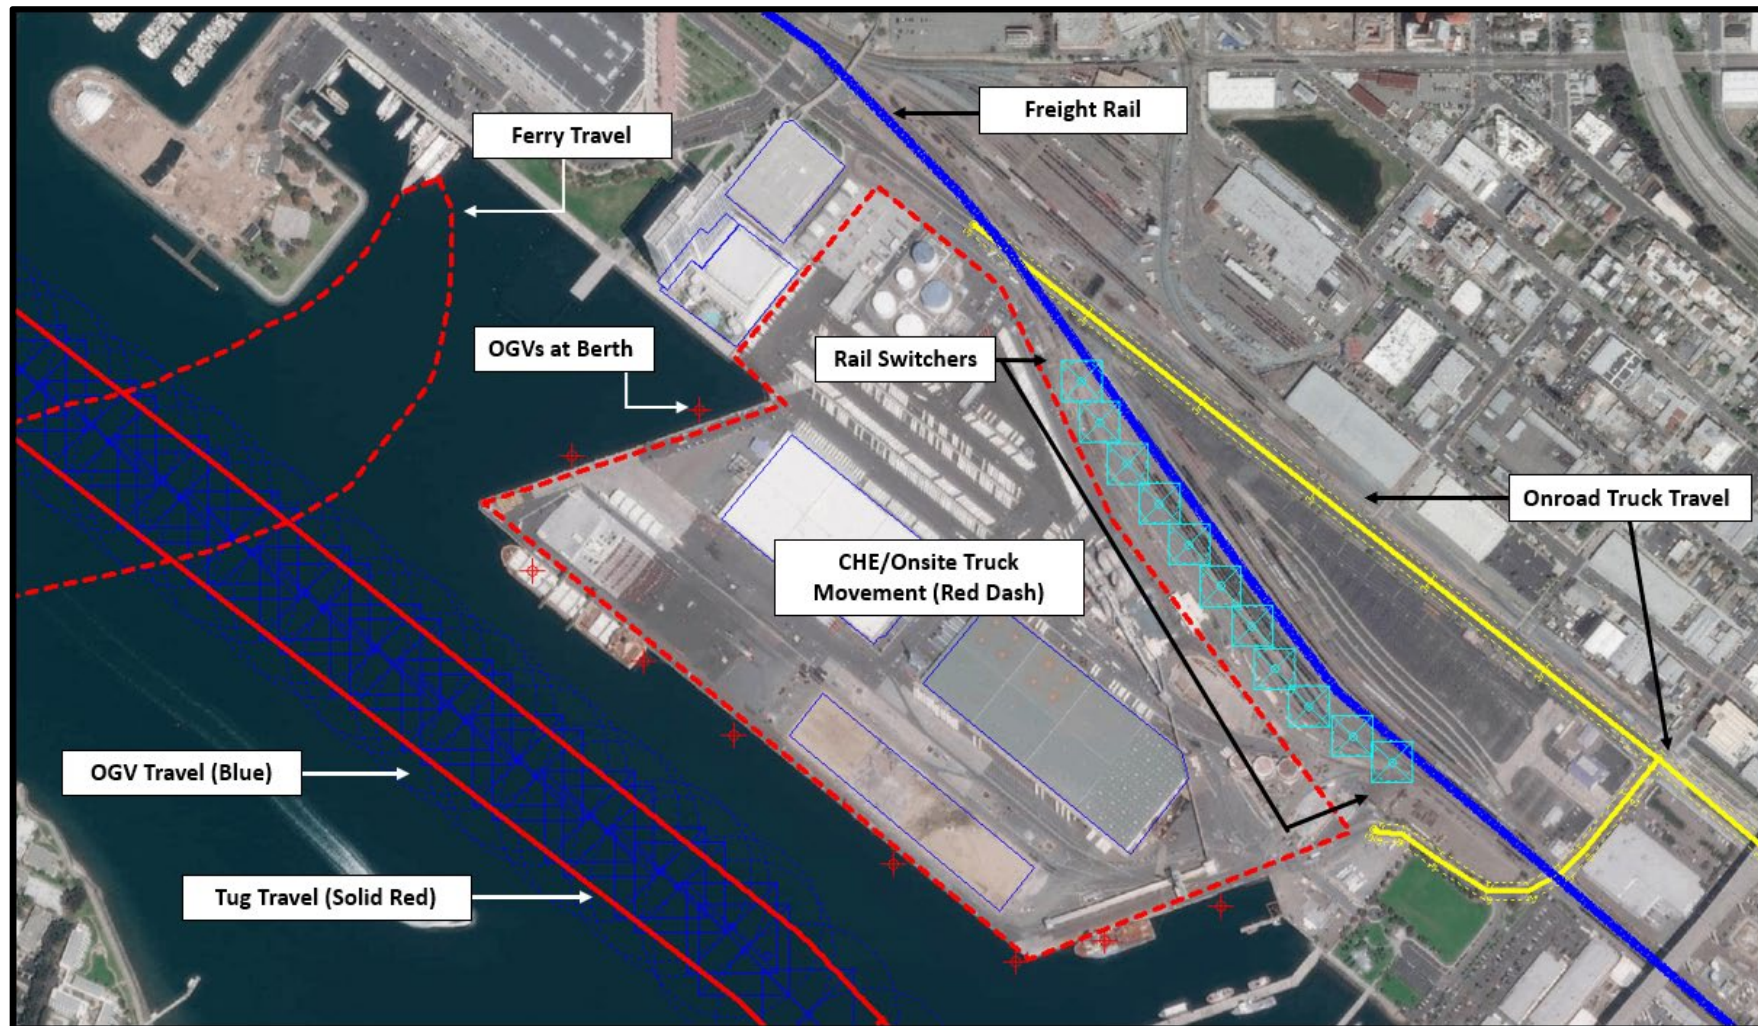 Freight Rail
Ferry Travel
OGVs at Berth
Rail Switchers
Onroad Truck Travel
CHE/Onsite Truck
Movement (Red Dash)
OGV Travel (Blue)
Tug Travel (Solid Red)